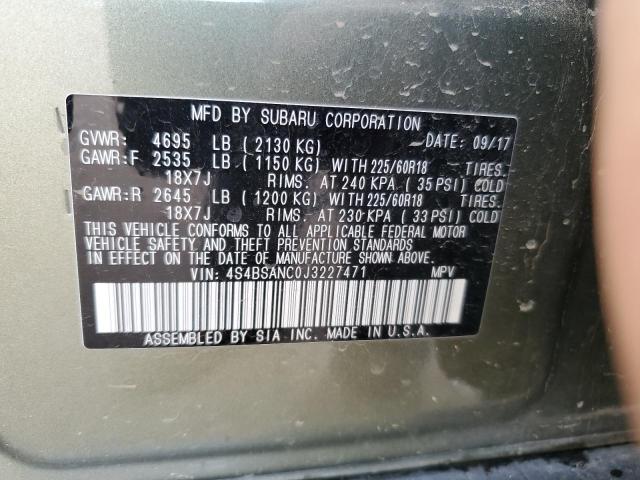 MFD BY SUBARU CORPORATION
GVWR: 4695 LB (2130 KG) DATE: 09/17
GAWR:F 2535 LB (1150 KG) WITH 225/60R18 TIRES.
18X7J RIMS. AT 240 KPA (35 PSI) COLD
GAWR:R 2645 LB (1200 KG) WITH 225/60R18 TIRES.
18X7J RIMS. AT 230 KPA (33 PSI) COLD
THIS VEHICLE CONFORMS TO ALL APPLICABLE FEDERAL MOTOR
VEHICLE SAFETY AND THEFT PREVENTION STANDARDS
IN EFFECT ON THE DATE OF MANUFACTURE SHOWN ABOVE.
VIN: 4S4BSANC0J3227471 MPV
ASSEMBLED BY SIA INC. MADE IN U.S.A.